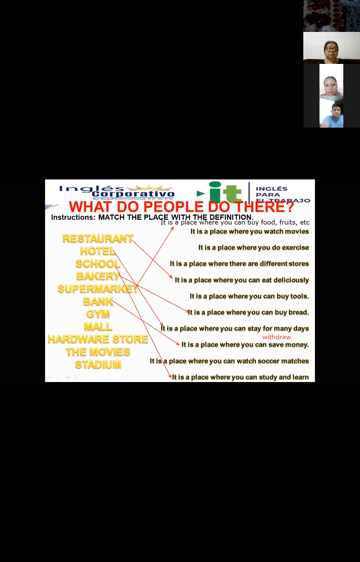 Inglés
Corporativo
it
INGLÉS
PARA
EL TRABAJO
WHAT DO PEOPLE DO THERE?
Instructions: MATCH THE PLACE WITH THE DEFINITION.
It is a place where you can buy food, fruits, etc
RESTAURANT
HOTEL
SCHOOL
BAKERY
SUPERMARKET
BANK
GYM
MALL
HARDWARE STORE
THE MOVIES
STADIUM
It is a place where you watch movies
It is a place where you do exercise
It is a place where there are different stores
It is a place where you can eat deliciously
It is a place where you can buy tools.
It is a place where you can buy bread.
It is a place where you can stay for many days
withdraw
It is a place where you can save money.
It is a place where you can watch soccer matches
It is a place where you can study and learn